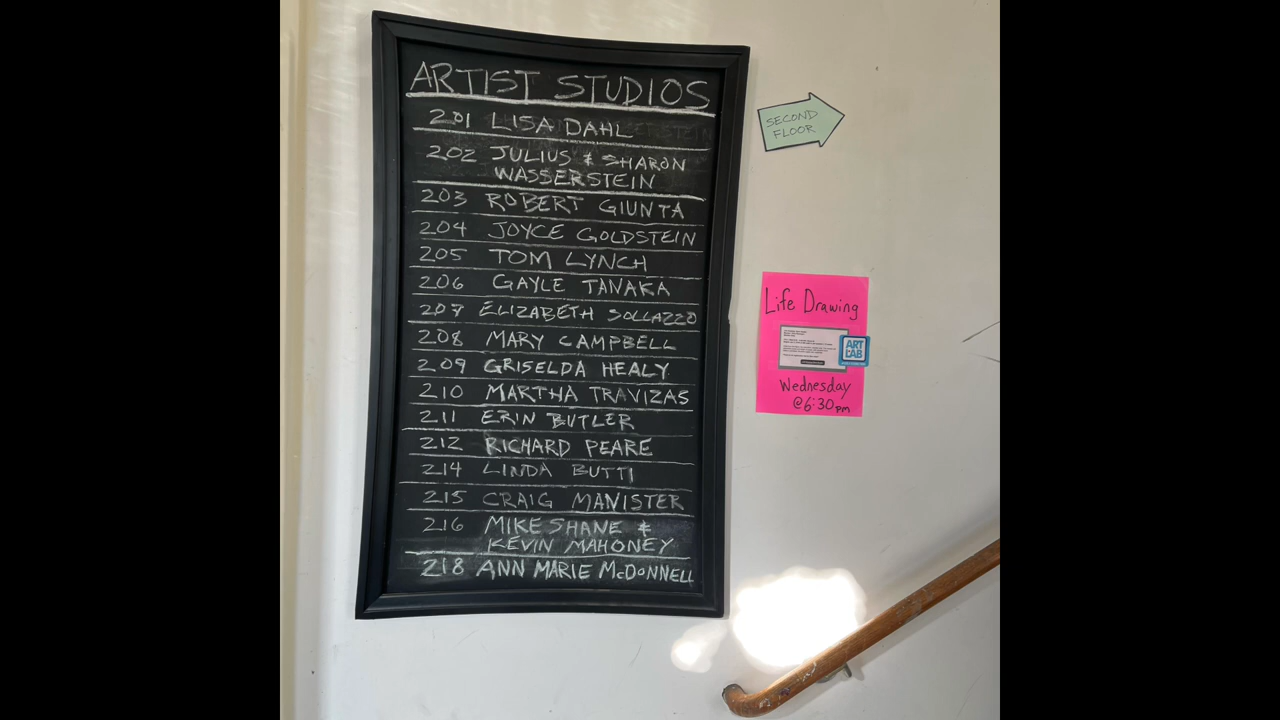 ARTIST STUDIOS
201 LISA DAHL
202 JULIUS & SHARON
WASSERSTEIN
203 ROBERT GIUNTA
204 JOYCE GOLDSTEIN
205 TOM LYNCH
206 GAYLE TANAKA
207 ELIZABETH SOLLAZZO
208 MARY CAMPBELL
209 GRISELDA HEALY
210 MARTHA TRAVIZAS
211 ERIN BUTLER
212 RICHARD PEARE
214 LINDA BUTTI
215 CRAIG MANISTER
216 MIKE SHANE &
KEVIN MAHONEY
218 ANN MARIE McDONNELL
SECOND
FLOOR
Life Drawing
ART
LAB
Wednesday
@6:30pm